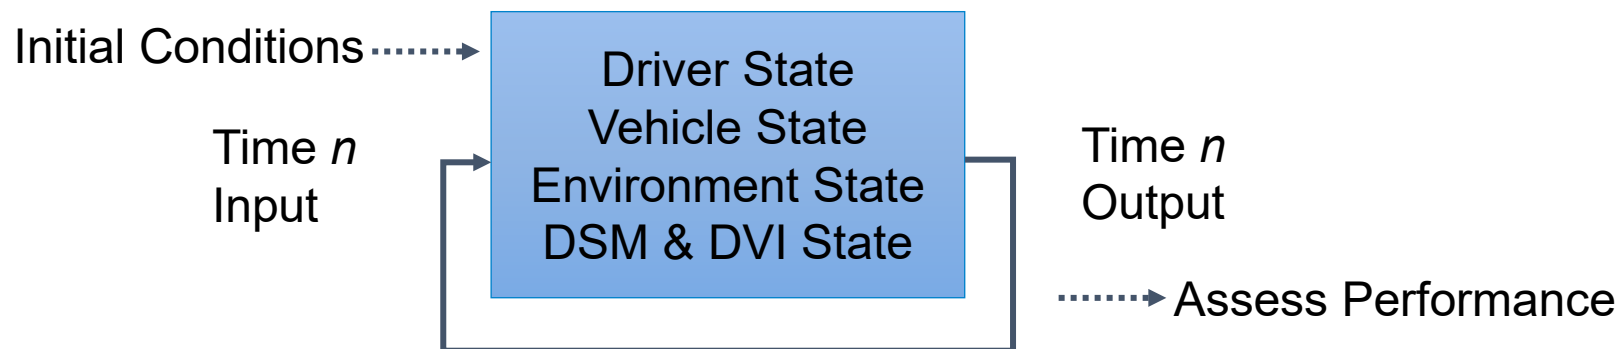 Initial Conditions
Time n
Input
Driver State
Vehicle State
Environment State
DSM & DVI State
Time n
Output
Assess Performance